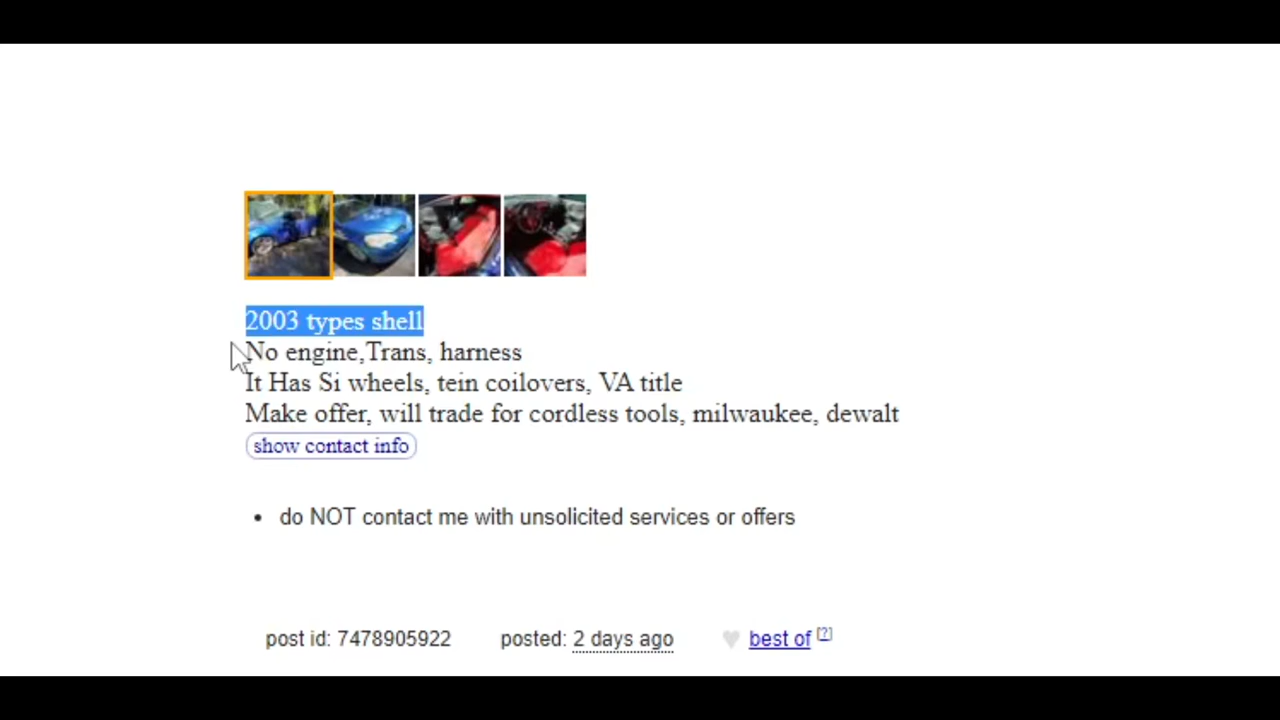 2003 types shell
No engine,Trans, harness
It Has Si wheels, tein coilovers, VA title
Make offer, will trade for cordless tools, milwaukee, dewalt
show contact info
• do NOT contact me with unsolicited services or offers
post id: 7478905922 posted: 2 days ago ♥ best of [?]